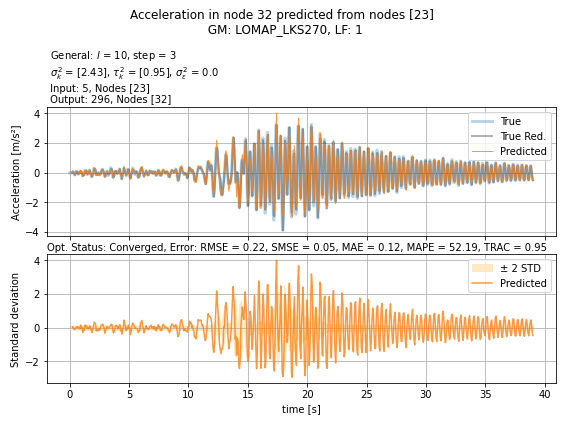 Acceleration in node 32 predicted from nodes [23]
GM: LOMAP_LKS270, LF: 1
General: l = 10, step = 3
σ²ₖ = [2.43], τ²ₖ = [0.95], σ²ε = 0.0
Input: 5, Nodes [23]
Output: 296, Nodes [32]
Acceleration [m/s²]
4
2
0
−2
−4
True
True Red.
Predicted
Opt. Status: Converged, Error: RMSE = 0.22, SMSE = 0.05, MAE = 0.12, MAPE = 52.19, TRAC = 0.95
Standard deviation
4
2
0
−2
± 2 STD
Predicted
0 5 10 15 20 25 30 35 40
time [s]